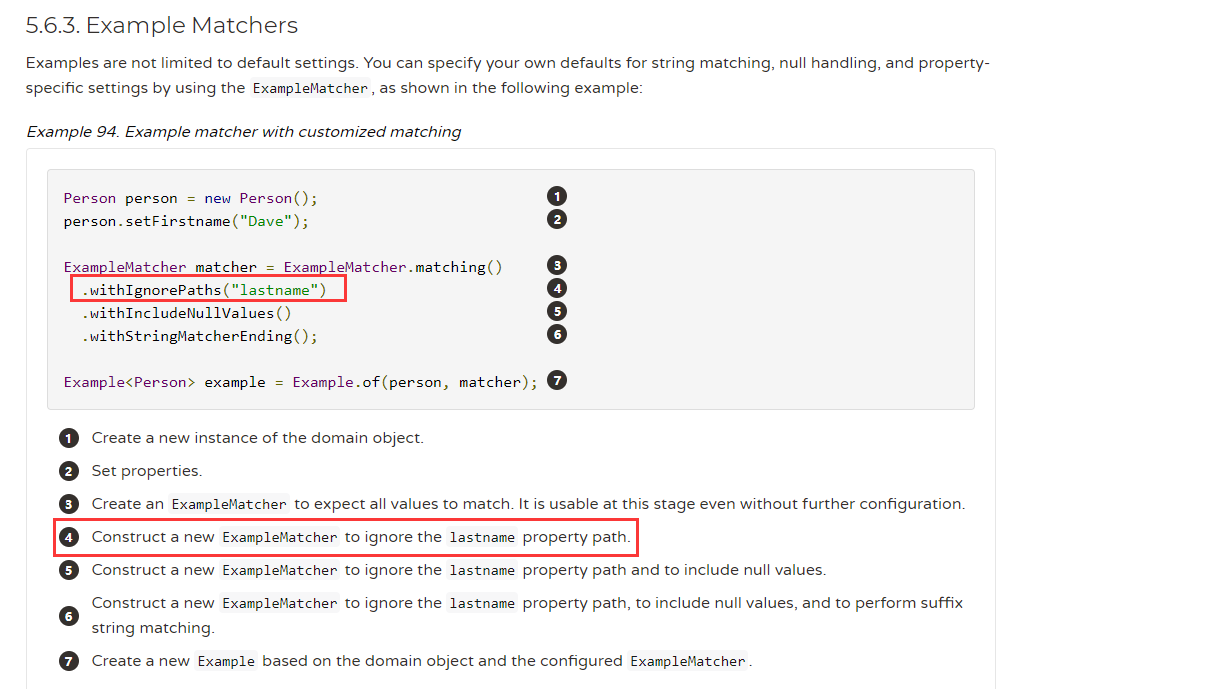 5.6.3. Example Matchers
Examples are not limited to default settings. You can specify your own defaults for string matching, null handling, and property-
specific settings by using the ExampleMatcher, as shown in the following example:
Example 94. Example matcher with customized matching
Person person = new Person(); 1
person.setFirstname("Dave"); 2
ExampleMatcher matcher = ExampleMatcher.matching() 3
.withIgnorePaths("lastname") 4
.withIncludeNullValues() 5
.withStringMatcherEnding(); 6
Example<Person> example = Example.of(person, matcher); 7
1 Create a new instance of the domain object.
2 Set properties.
3 Create an ExampleMatcher to expect all values to match. It is usable at this stage even without further configuration.
4 Construct a new ExampleMatcher to ignore the lastname property path.
5 Construct a new ExampleMatcher to ignore the lastname property path and to include null values.
6 Construct a new ExampleMatcher to ignore the lastname property path, to include null values, and to perform suffix
string matching.
7 Create a new Example based on the domain object and the configured ExampleMatcher.